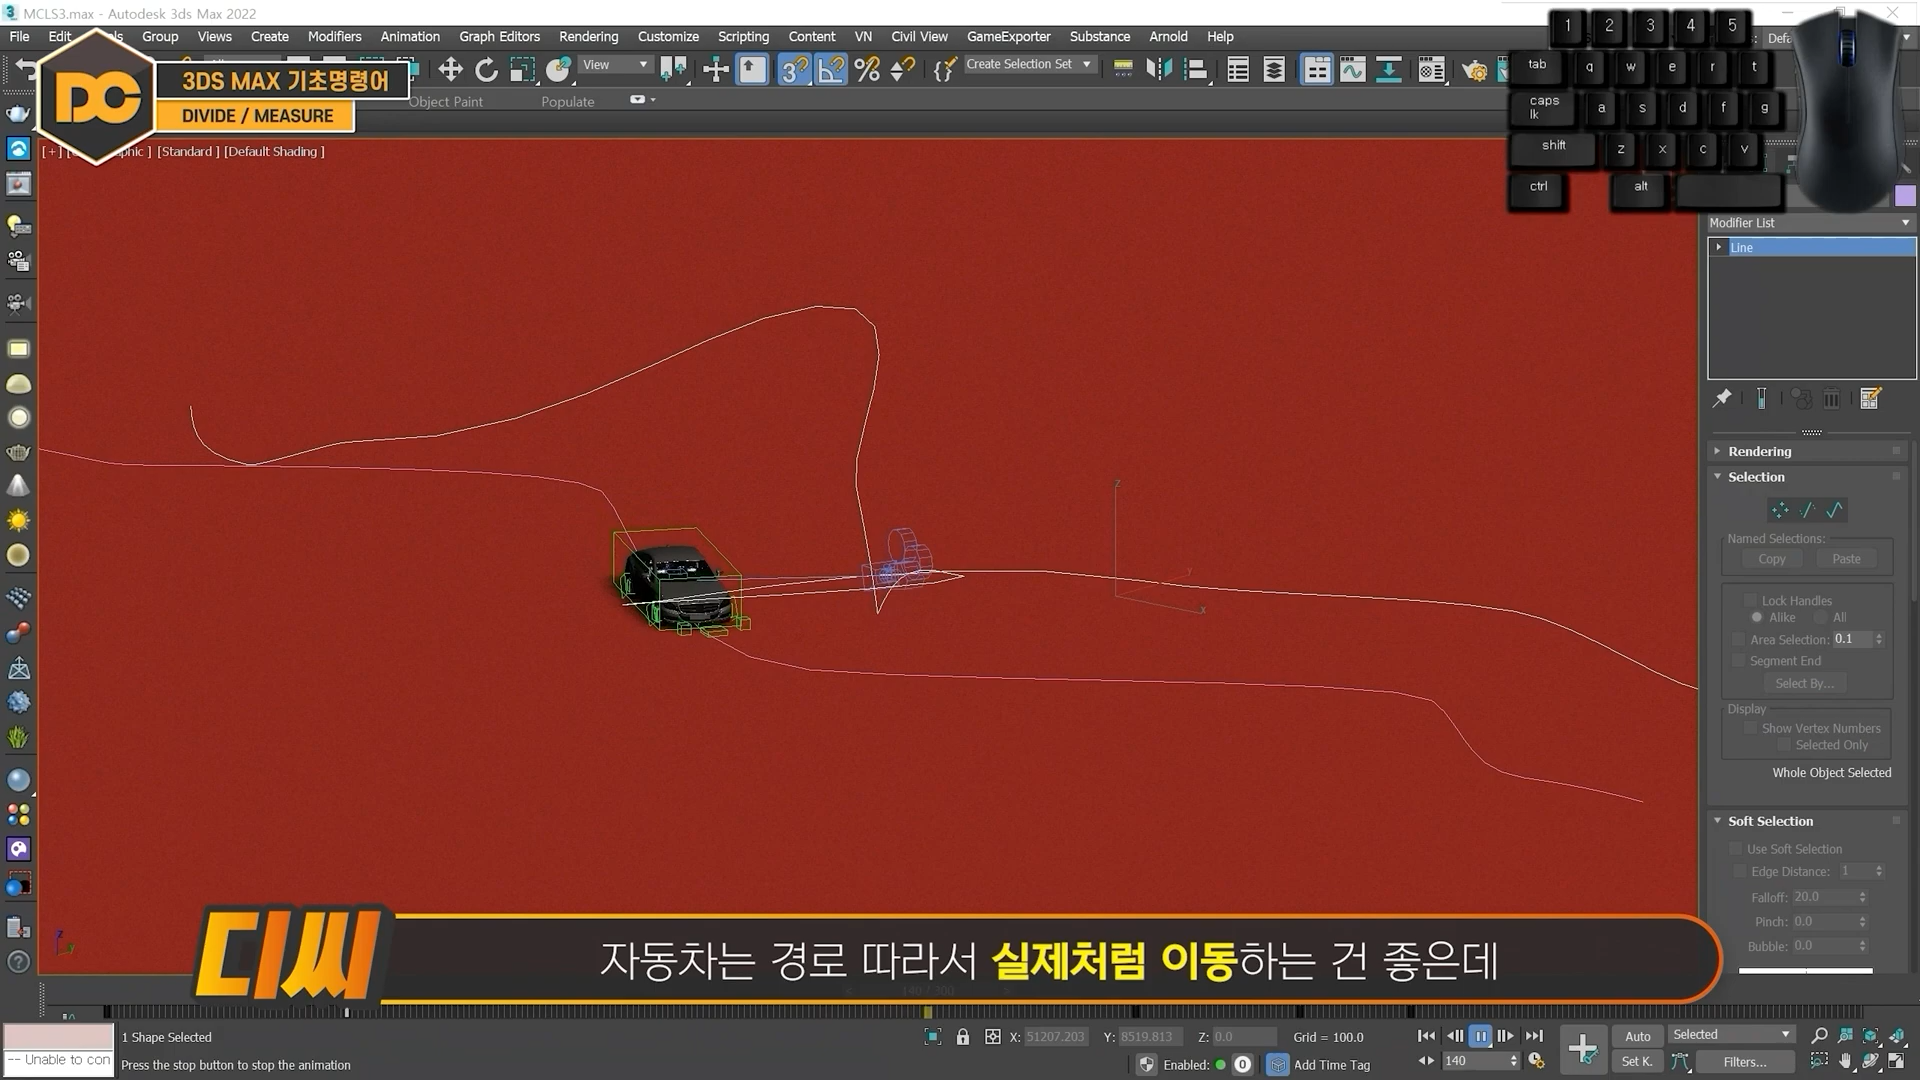 MCLS3.max - Autodesk 3ds Max 2022
File Edit Group Views Create Modifiers Animation Graph Editors Rendering Customize Scripting Content VN Civil View GameExporter Substance Arnold Help
View
Create Selection Set
DC
3DS MAX 기초명령어
DIVIDE / MEASURE
Object Paint Populate
[+] [Standard ] [Default Shading ]
1 2 3 4 5
tab q w e r t
caps lk a s d f g
shift z x c v
ctrl alt
Modifier List
Line
Rendering
Selection
Named Selections:
Copy Paste
Lock Handles
Alike All
Area Selection: 0.1
Segment End
Select By...
Display
Show Vertex Numbers
Selected Only
Whole Object Selected
Soft Selection
Use Soft Selection
Edge Distance: 1
Falloff: 20.0
Pinch: 0.0
Bubble: 0.0
z
y
x
z
y
디씨
자동차는 경로 따라서 실제처럼 이동하는 건 좋은데
140 / 300
1 Shape Selected
X: 51207.203 Y: 8519.813 Z: 0.0 Grid = 100.0
Auto Selected
-- Unable to con
Press the stop button to stop the animation
Enabled: 0 Add Time Tag
140
Set K. Filters...